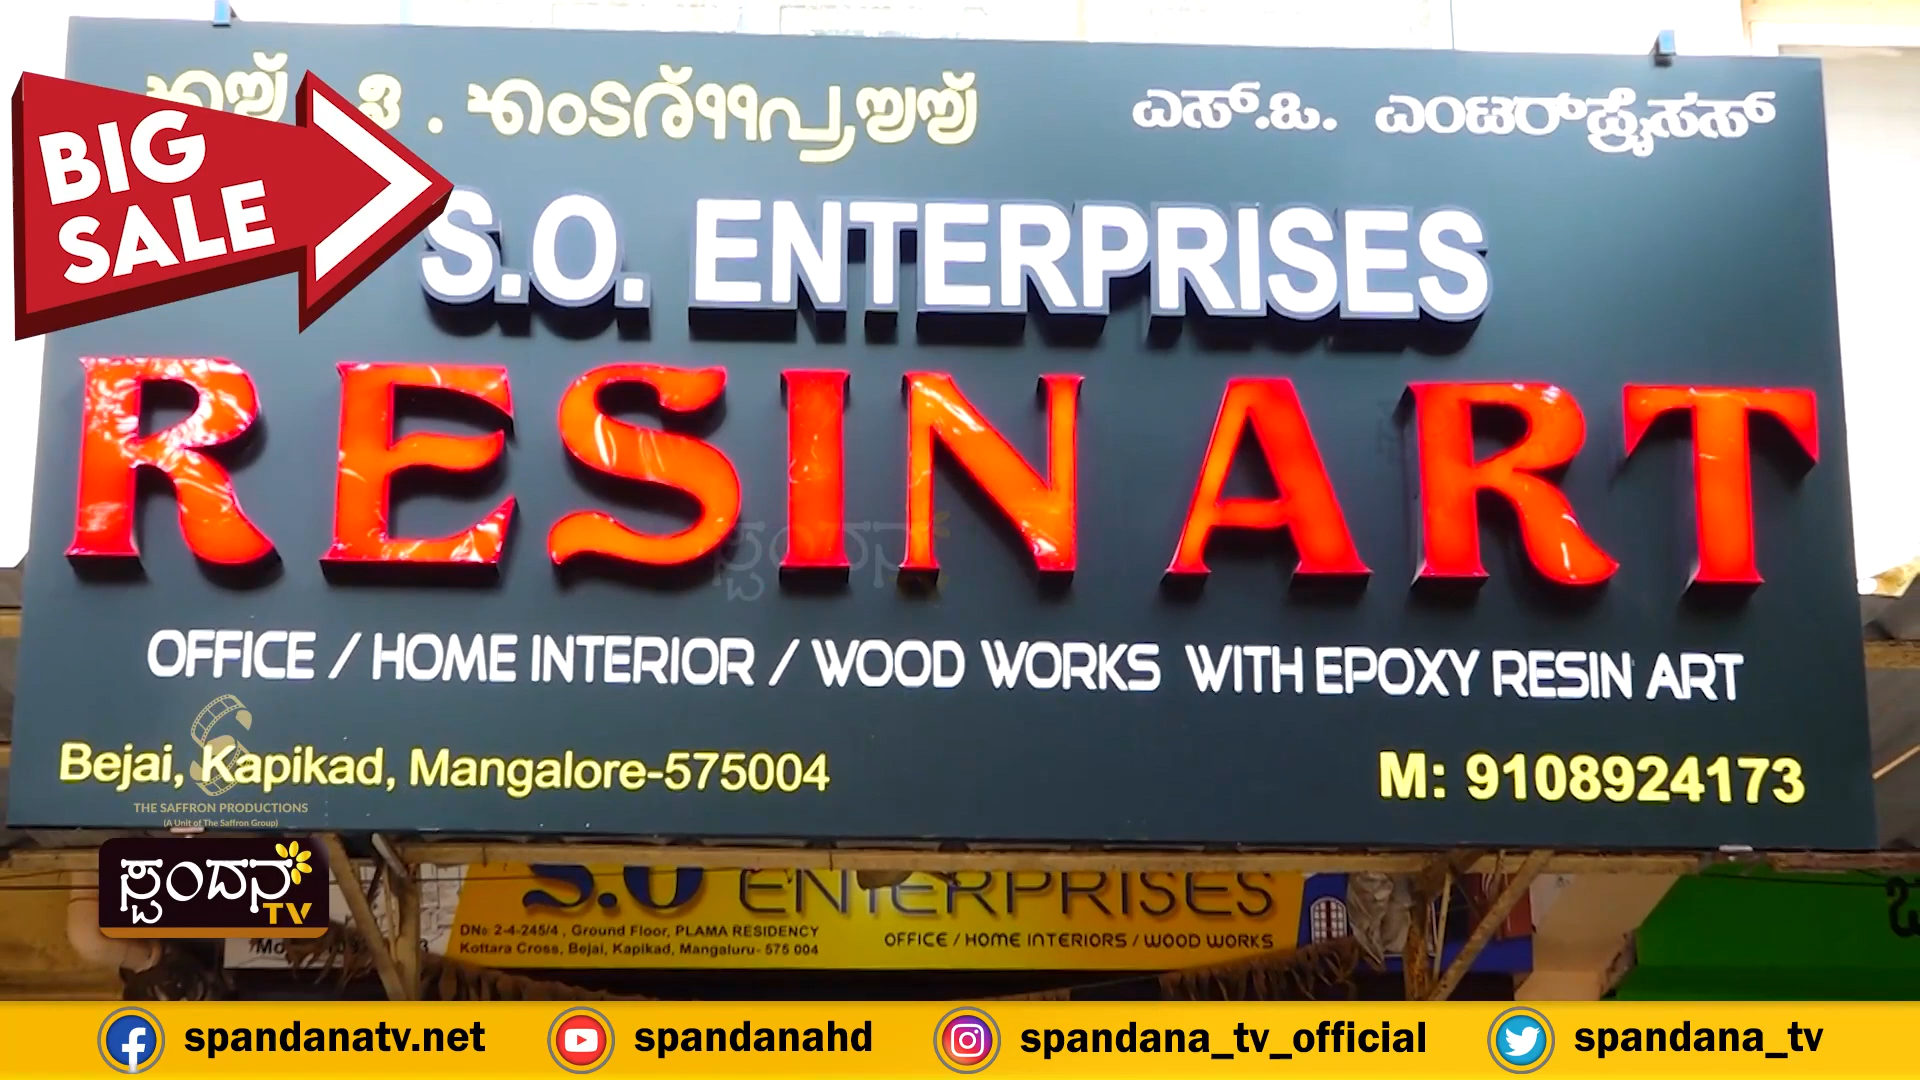 ಎಸ್.ಓ. ಎಂಟರ್‌ಪ್ರೈಸಸ್
BIG
SALE
S.O. ENTERPRISES
RESIN ART
OFFICE / HOME INTERIOR / WOOD WORKS WITH EPOXY RESIN ART
Bejai, Kapikad, Mangalore-575004
M: 9108924173
THE SAFFRON PRODUCTIONS
(A Unit of The Saffron Group)
ಸ್ಪಂದನ
TV
S.O ENTERPRISES
DNo 2-4-245/4 , Ground Floor, PLAMA RESIDENCY
Kottara Cross, Bejai, Kapikad, Mangaluru- 575 004
OFFICE / HOME INTERIORS / WOOD WORKS
spandanatv.net
spandanahd
spandana_tv_official
spandana_tv